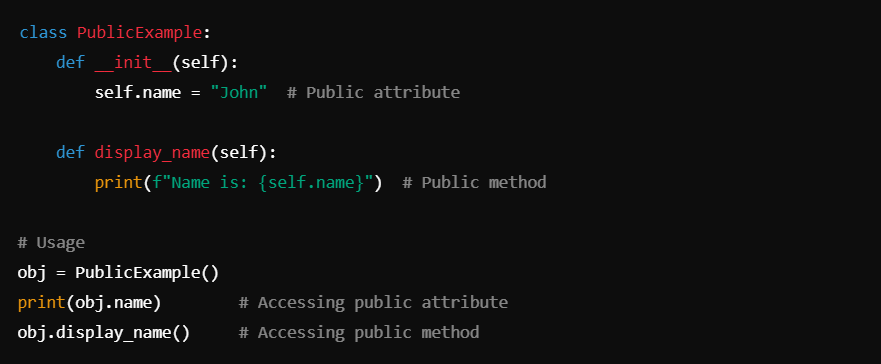 class PublicExample:
    def __init__(self):
        self.name = "John"  # Public attribute

    def display_name(self):
        print(f"Name is: {self.name}")  # Public method

# Usage
obj = PublicExample()
print(obj.name)        # Accessing public attribute
obj.display_name()     # Accessing public method